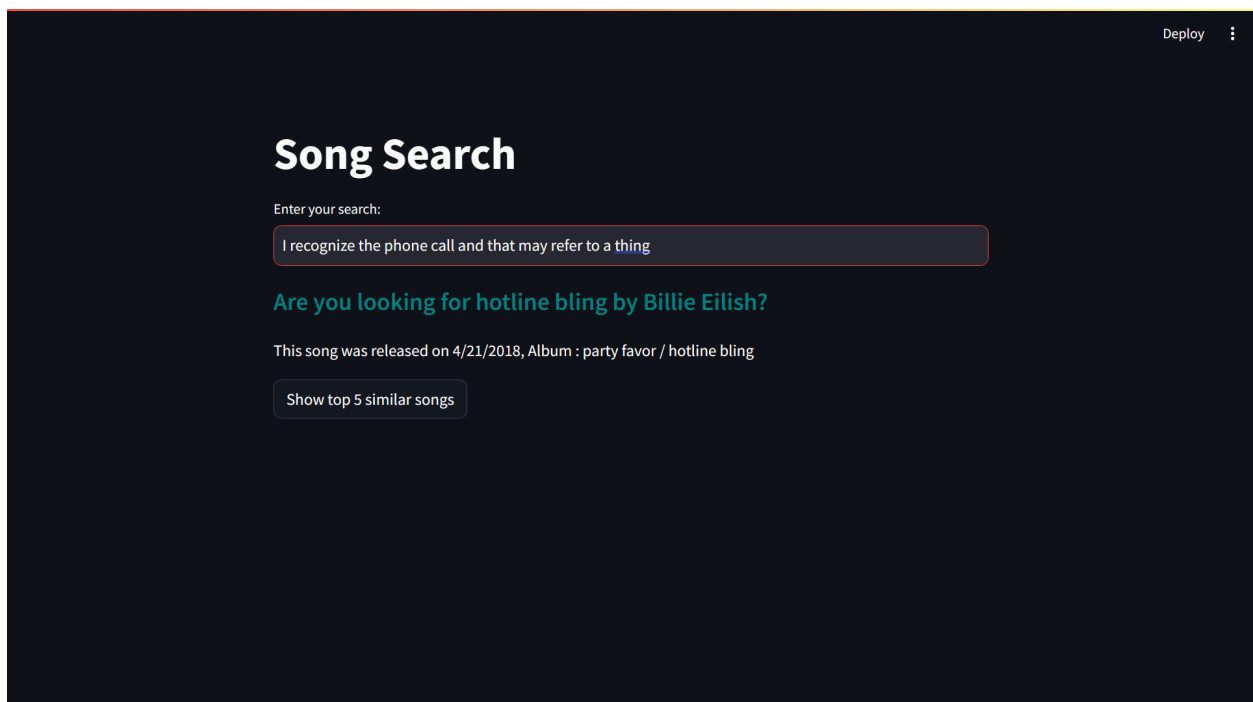 Deploy
Song Search
Enter your search:
I recognize the phone call and that may refer to a thing
Are you looking for hotline bling by Billie Eilish?
This song was released on 4/21/2018, Album : party favor / hotline bling
Show top 5 similar songs